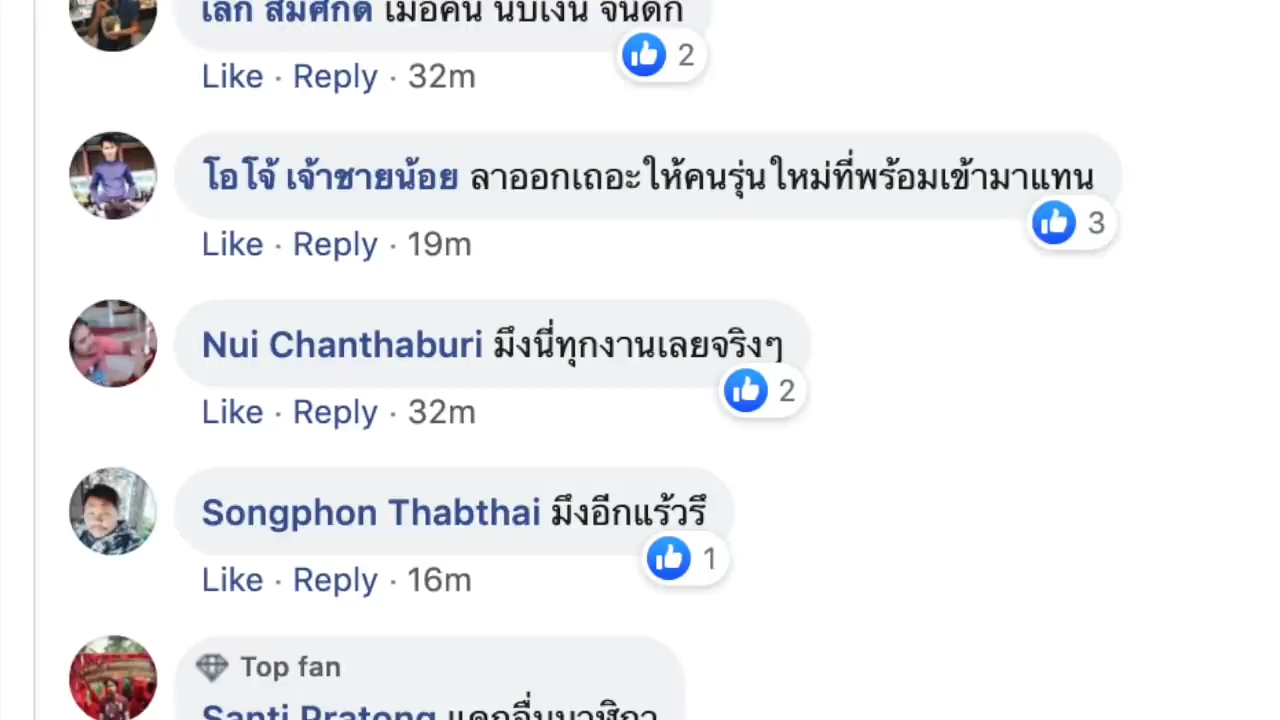 เล็ก สมศักดิ์ เมื่อคืน นับเงิน จนดึก
2
Like · Reply · 32m
โอโจ้ เจ้าชายน้อย ลาออกเถอะให้คนรุ่นใหม่ที่พร้อมเข้ามาแทน
3
Like · Reply · 19m
Nui Chanthaburi มึงนี่ทุกงานเลยจริงๆ
2
Like · Reply · 32m
Songphon Thabthai มึงอีกแร้วรึ
1
Like · Reply · 16m
Top fan
Santi Pratong